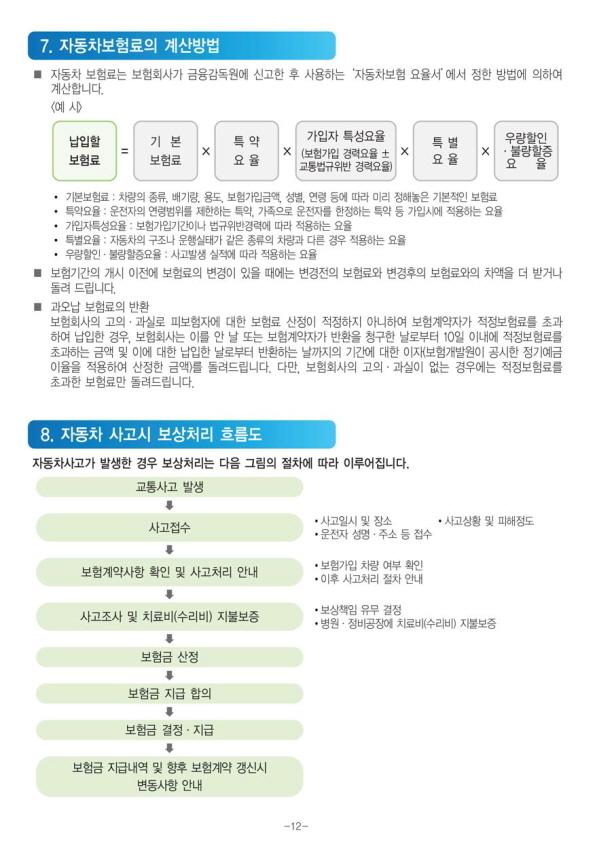 7. 자동차보험료의 계산방법
■ 자동차 보험료는 보험회사가 금융감독원에 신고한 후 사용하는 '자동차보험 요율서'에서 정한 방법에 의하여
계산합니다.
<예 시>
납입할
보험료
=
기 본
보험료
×
특 약
요 율
×
가입자 특성요율
(보험가입 경력요율 ±
교통법규위반 경력요율)
×
특 별
요 율
×
우량할인
·불량할증
요 율
• 기본보험료 : 차량의 종류, 배기량, 용도, 보험가입금액, 성별, 연령 등에 따라 미리 정해놓은 기본적인 보험료
• 특약요율 : 운전자의 연령범위를 제한하는 특약, 가족으로 운전자를 한정하는 특약 등 가입시에 적용하는 요율
• 가입자특성요율 : 보험가입기간이나 법규위반경력에 따라 적용하는 요율
• 특별요율 : 자동차의 구조나 운행실태가 같은 종류의 차량과 다른 경우 적용하는 요율
• 우량할인·불량할증요율 : 사고발생 실적에 따라 적용하는 요율
■ 보험기간의 개시 이전에 보험료의 변경이 있을 때에는 변경전의 보험료와 변경후의 보험료와의 차액을 더 받거나
돌려 드립니다.
■ 과오납 보험료의 반환
보험회사의 고의·과실로 피보험자에 대한 보험료 산정이 적정하지 아니하여 보험계약자가 적정보험료를 초과
하여 납입한 경우, 보험회사는 이를 안 날 또는 보험계약자가 반환을 청구한 날로부터 10일 이내에 적정보험료를
초과하는 금액 및 이에 대한 납입한 날로부터 반환하는 날까지의 기간에 대한 이자(보험개발원이 공시한 정기예금
이율을 적용하여 산정한 금액)를 돌려드립니다. 다만, 보험회사의 고의·과실이 없는 경우에는 적정보험료를
초과한 보험료만 돌려드립니다.
8. 자동차 사고시 보상처리 흐름도
자동차사고가 발생한 경우 보상처리는 다음 그림의 절차에 따라 이루어집니다.
교통사고 발생
사고접수
• 사고일시 및 장소 • 사고상황 및 피해정도
• 운전자 성명·주소 등 접수
보험계약사항 확인 및 사고처리 안내
• 보험가입 차량 여부 확인
• 이후 사고처리 절차 안내
사고조사 및 치료비(수리비) 지불보증
• 보상책임 유무 결정
• 병원·정비공장에 치료비(수리비) 지불보증
보험금 산정
보험금 지급 합의
보험금 결정·지급
보험금 지급내역 및 향후 보험계약 갱신시
변동사항 안내
-12-